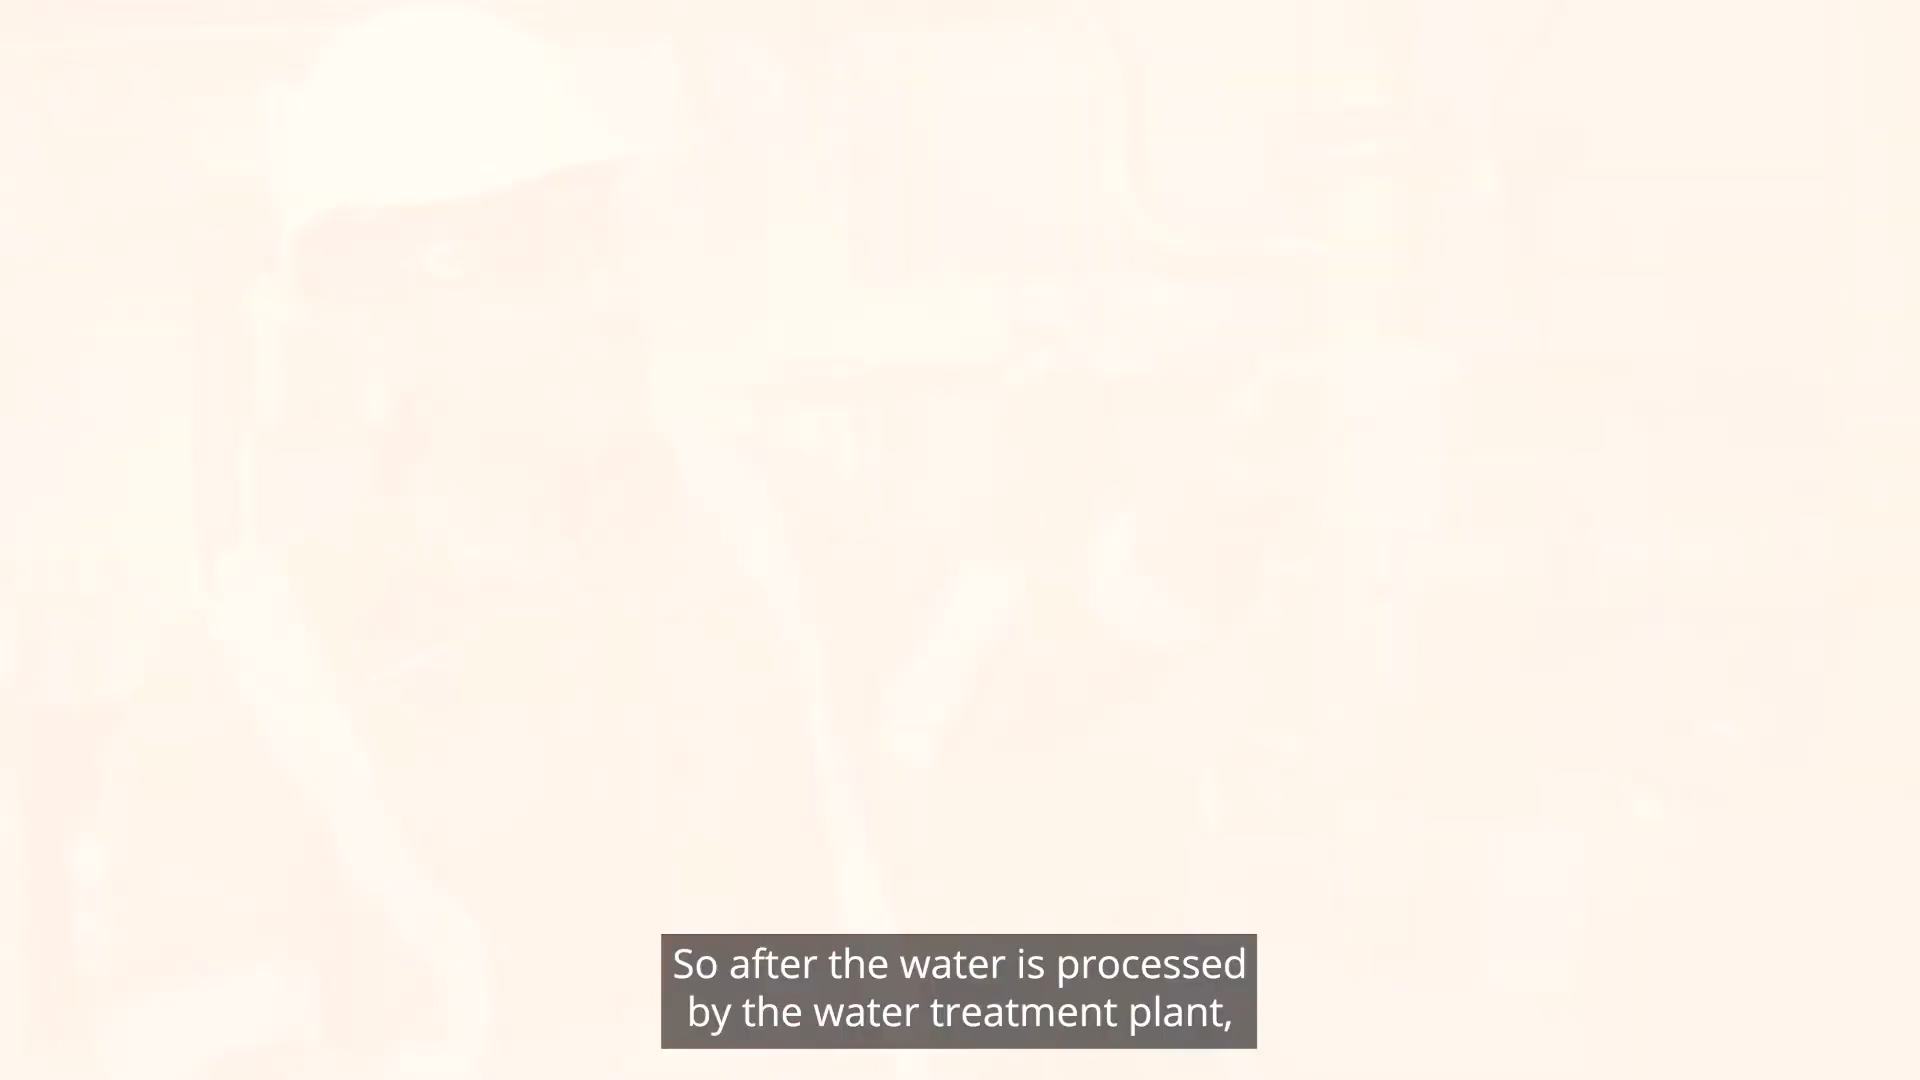 So after the water is processed
by the water treatment plant,